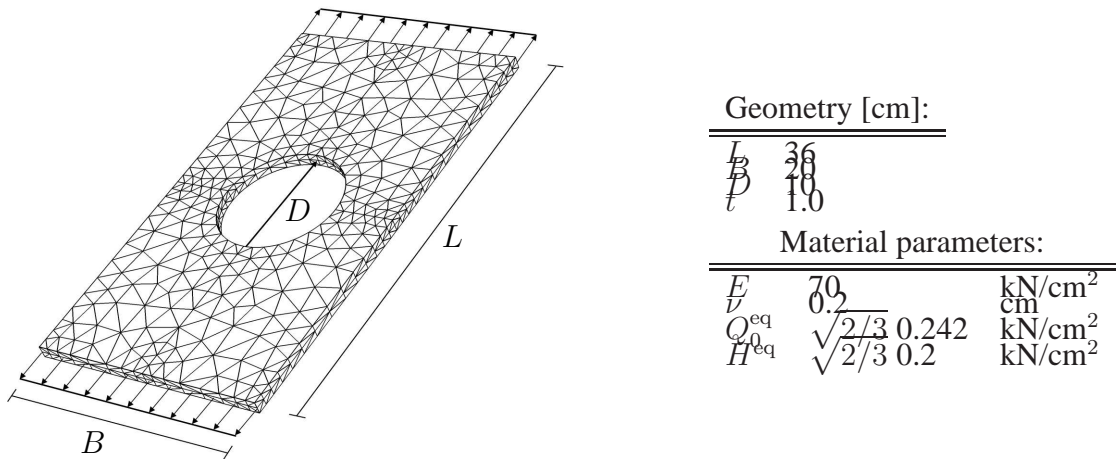 D
L
B
Geometry [cm]:
L 36
B 20
D 10
t 1.0
Material parameters:
E 70 kN/cm²
ν 0.2 cm
Q₀^eq √2/3 0.242 kN/cm²
H^eq √2/3 0.2 kN/cm²